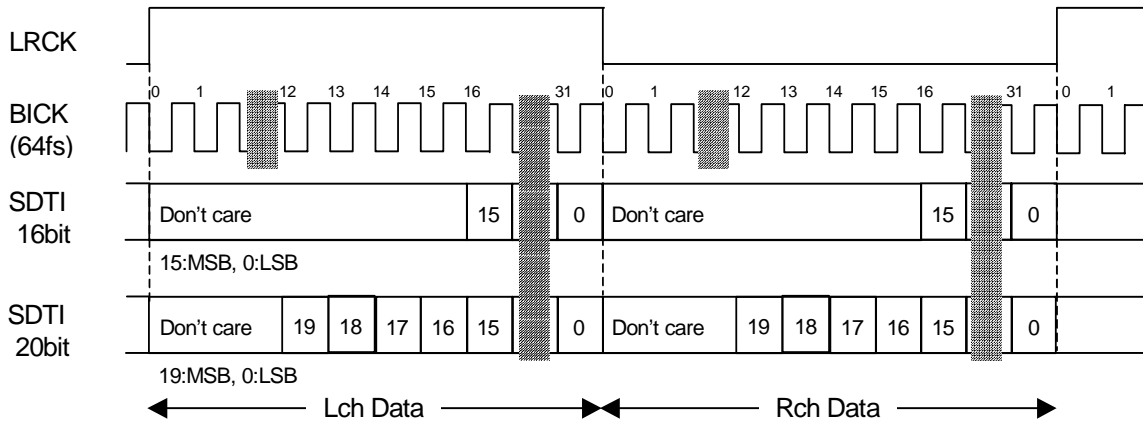 LRCK
0 1 12 13 14 15 16 31 0 1 12 13 14 15 16 31 0 1
BICK
(64fs)
SDTI
16bit
Don't care 15 0 Don't care 15 0
15:MSB, 0:LSB
SDTI
20bit
Don't care 19 18 17 16 15 0 Don't care 19 18 17 16 15 0
19:MSB, 0:LSB
Lch Data Rch Data